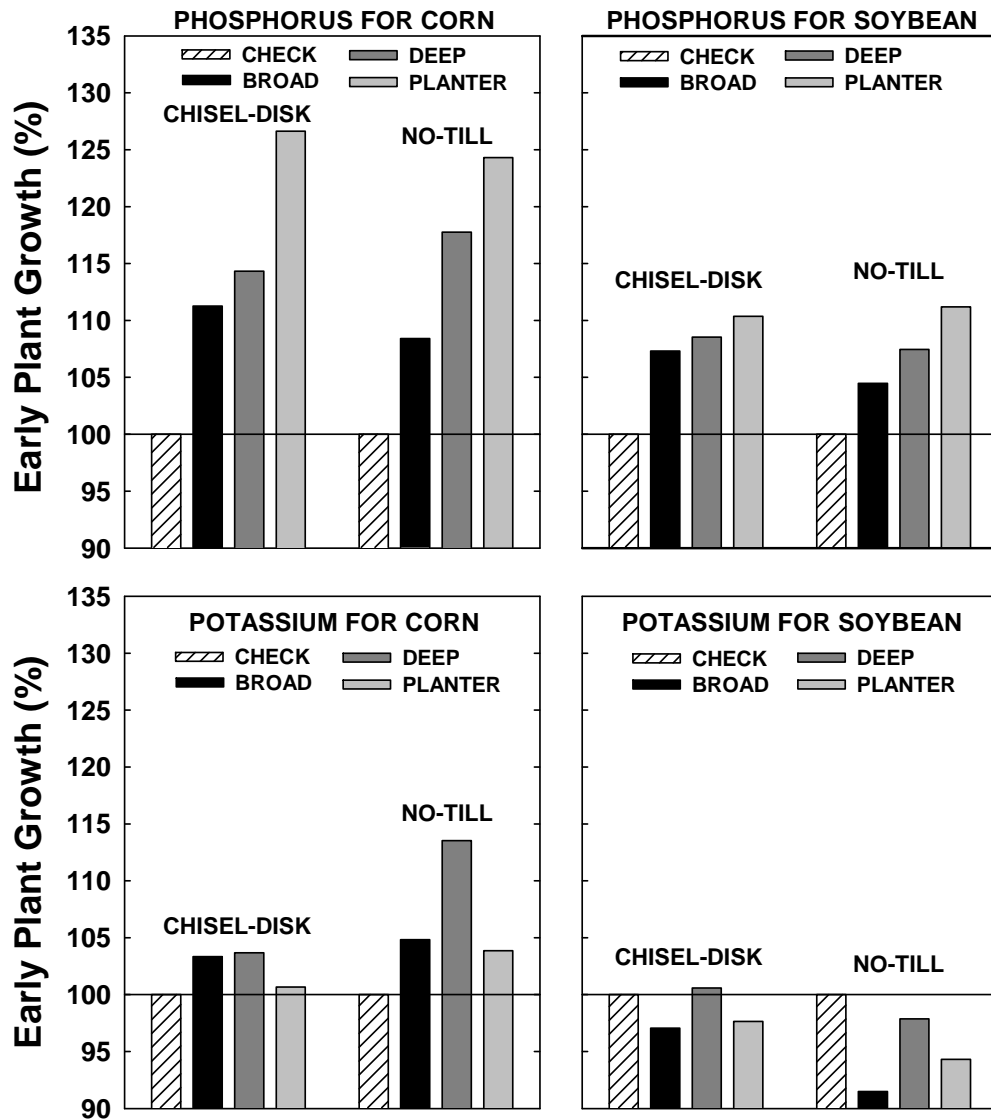 PHOSPHORUS FOR CORN
CHECK DEEP
BROAD PLANTER
CHISEL-DISK
NO-TILL
Early Plant Growth (%)
135
130
125
120
115
110
105
100
95
90
PHOSPHORUS FOR SOYBEAN
CHECK DEEP
BROAD PLANTER
CHISEL-DISK
NO-TILL
POTASSIUM FOR CORN
CHECK DEEP
BROAD PLANTER
NO-TILL
CHISEL-DISK
Early Plant Growth (%)
135
130
125
120
115
110
105
100
95
90
POTASSIUM FOR SOYBEAN
CHECK DEEP
BROAD PLANTER
CHISEL-DISK
NO-TILL